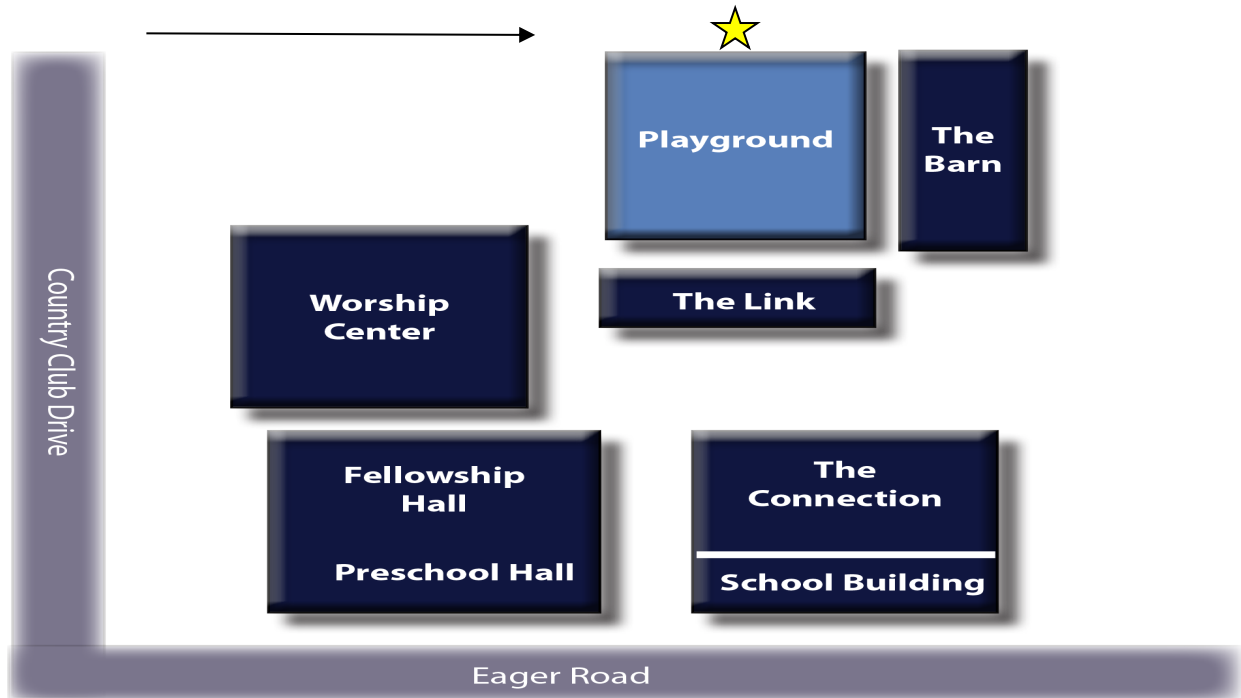 Playground
The
Barn
Worship
Center
The Link
Country Club Drive
Fellowship
Hall
Preschool Hall
The
Connection
School Building
Eager Road